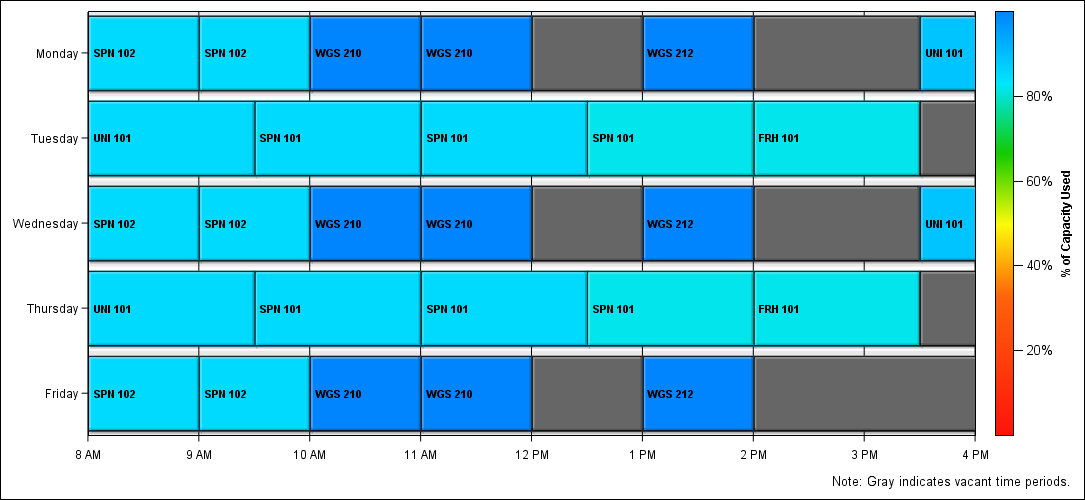 Monday
SPN 102
SPN 102
WGS 210
WGS 210
WGS 212
UNI 101
Tuesday
UNI 101
SPN 101
SPN 101
SPN 101
FRH 101
Wednesday
SPN 102
SPN 102
WGS 210
WGS 210
WGS 212
UNI 101
Thursday
UNI 101
SPN 101
SPN 101
SPN 101
FRH 101
Friday
SPN 102
SPN 102
WGS 210
WGS 210
WGS 212
8 AM
9 AM
10 AM
11 AM
12 PM
1 PM
2 PM
3 PM
4 PM
80%
60%
40%
20%
% of Capacity Used
Note: Gray indicates vacant time periods.